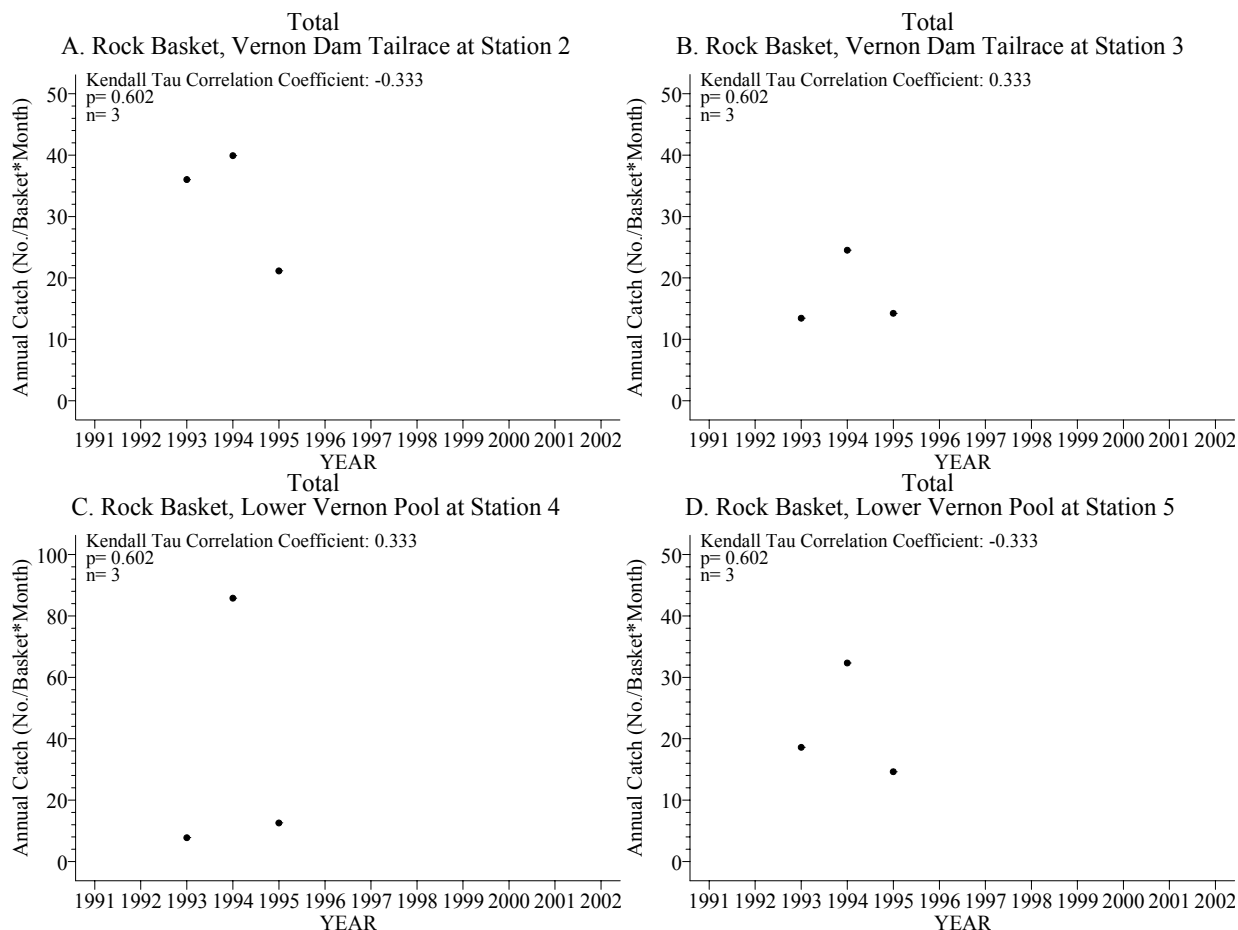 Total
A. Rock Basket, Vernon Dam Tailrace at Station 2
Kendall Tau Correlation Coefficient: -0.333
p= 0.602
n= 3
Annual Catch (No./Basket*Month)
50
40
30
20
10
0
1991 1992 1993 1994 1995 1996 1997 1998 1999 2000 2001 2002
YEAR
Total
B. Rock Basket, Vernon Dam Tailrace at Station 3
Kendall Tau Correlation Coefficient: 0.333
p= 0.602
n= 3
Annual Catch (No./Basket*Month)
50
40
30
20
10
0
1991 1992 1993 1994 1995 1996 1997 1998 1999 2000 2001 2002
YEAR
Total
C. Rock Basket, Lower Vernon Pool at Station 4
Kendall Tau Correlation Coefficient: 0.333
p= 0.602
n= 3
Annual Catch (No./Basket*Month)
100
80
60
40
20
0
1991 1992 1993 1994 1995 1996 1997 1998 1999 2000 2001 2002
YEAR
Total
D. Rock Basket, Lower Vernon Pool at Station 5
Kendall Tau Correlation Coefficient: -0.333
p= 0.602
n= 3
Annual Catch (No./Basket*Month)
50
40
30
20
10
0
1991 1992 1993 1994 1995 1996 1997 1998 1999 2000 2001 2002
YEAR